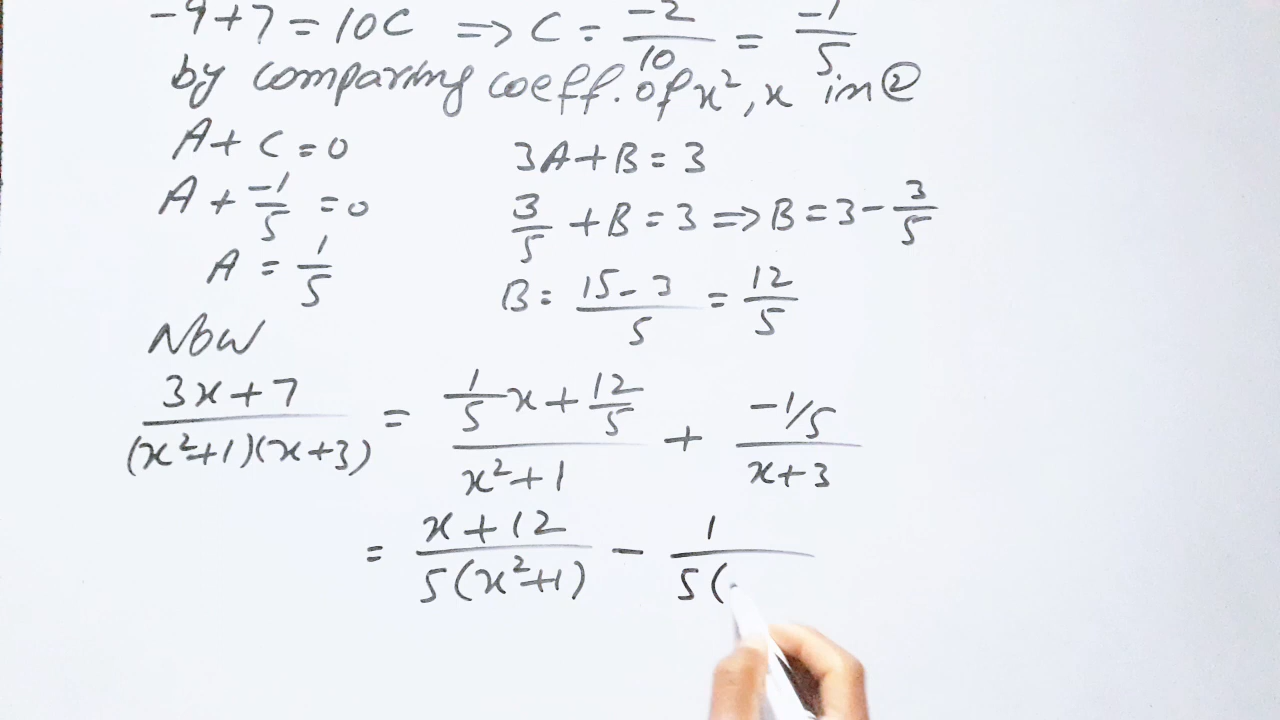 -9+7=10C ⇒ C = -2/10 = -1/5
by comparing coeff. of x², x in ②
A+C=0 3A+B=3
A + -1/5 =0 3/5 +B=3 ⇒ B=3-3/5
A = 1/5 B= 15-3/5 = 12/5
Now
3x+7/(x²+1)(x+3) = 1/5x+12/5/x²+1 + -1/5/x+3
= x+12/5(x²+1) - 1/5(